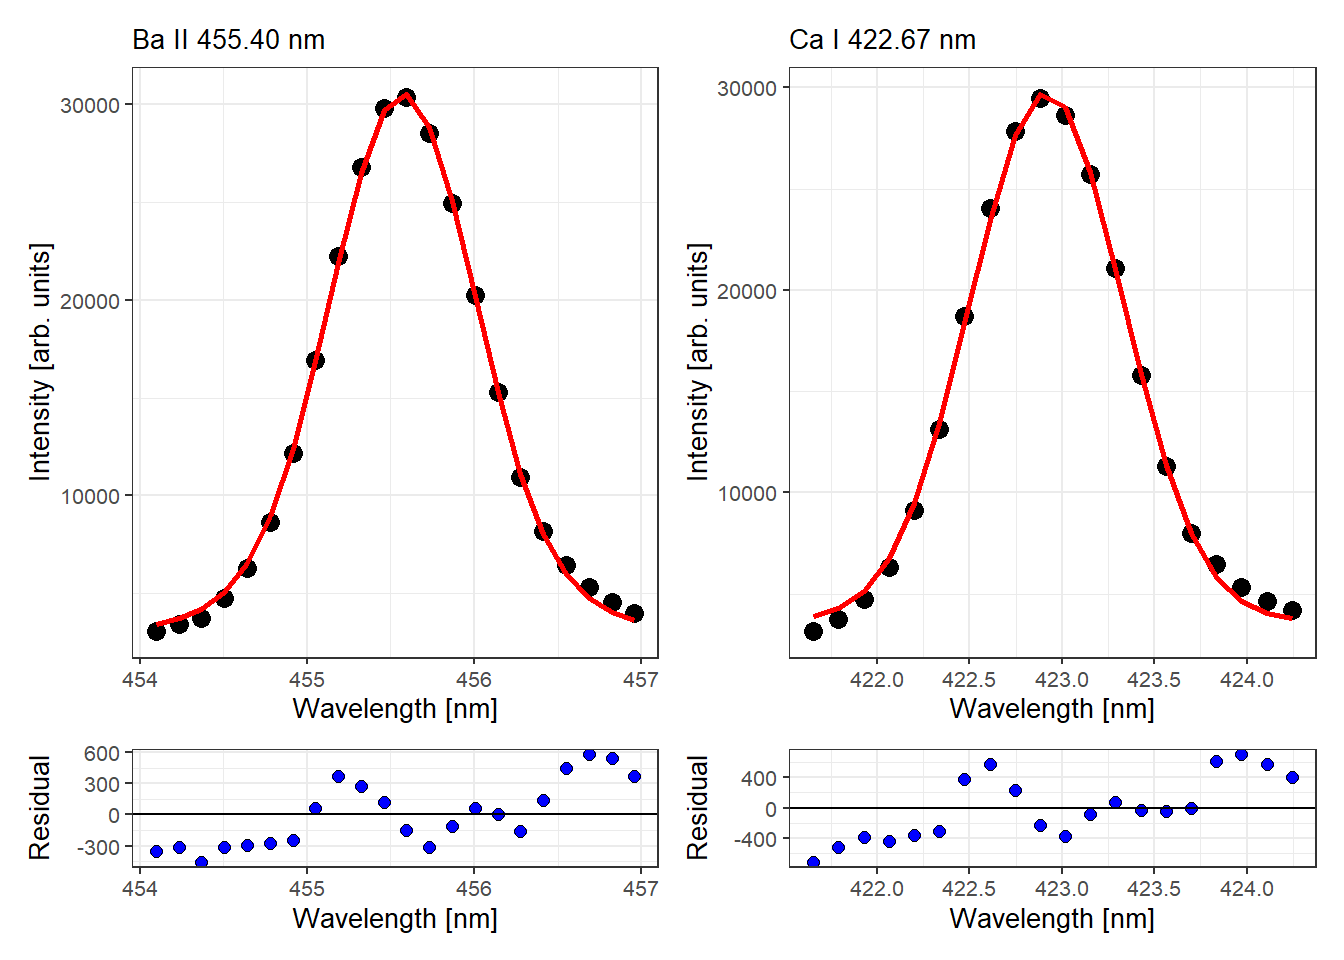 Ba II 455.40 nm
Intensity [arb. units]
30000
20000
10000
454 455 456 457
Wavelength [nm]
Ca I 422.67 nm
Intensity [arb. units]
30000
20000
10000
422.0 422.5 423.0 423.5 424.0
Wavelength [nm]
Residual
600
300
0
-300
454 455 456 457
Wavelength [nm]
Residual
400
0
-400
422.0 422.5 423.0 423.5 424.0
Wavelength [nm]